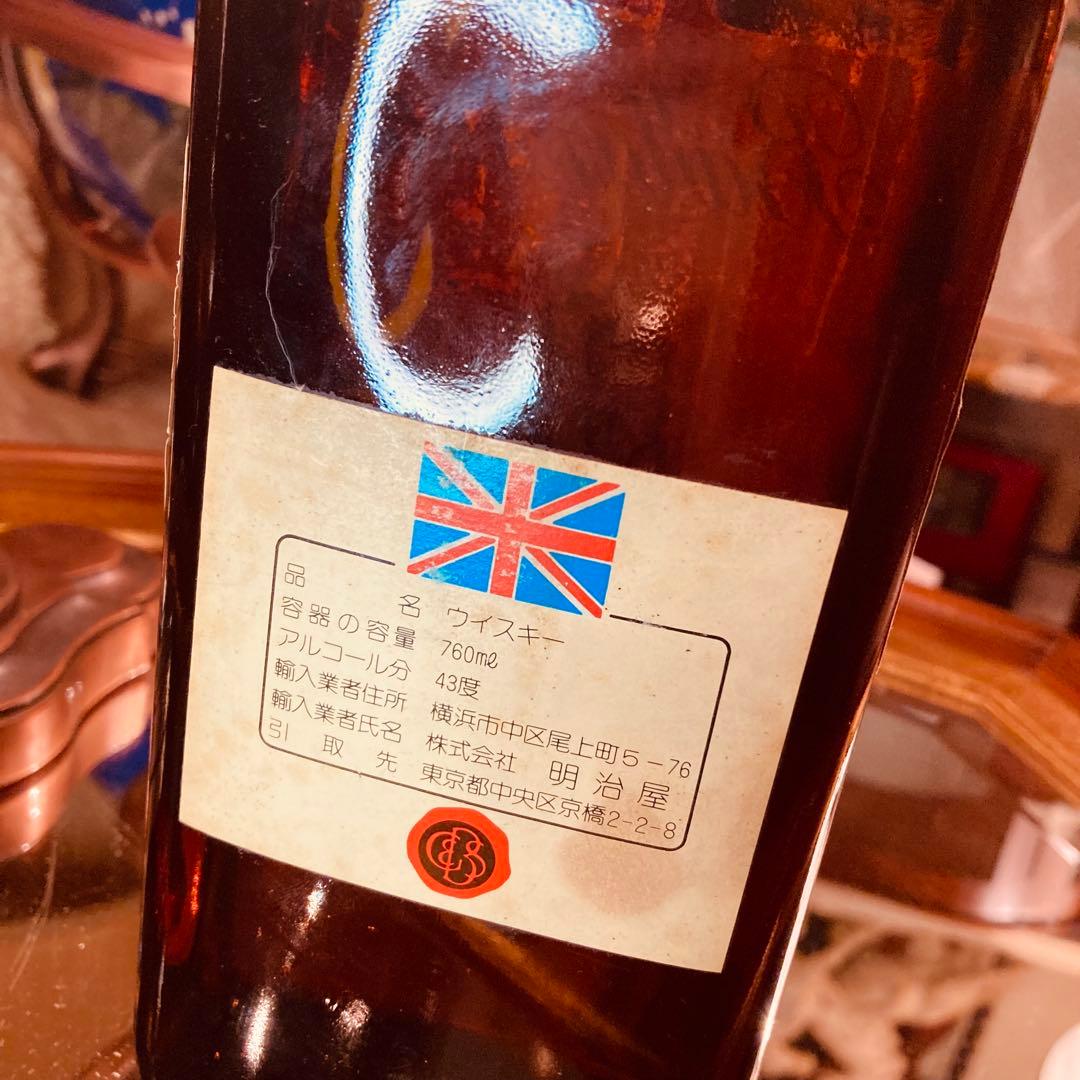 品名 ウイスキー
容器の容量 760ml
アルコール分 43度
輸入業者住所 横浜市中区尾上町5-76
輸入業者氏名 株式会社 明治屋
引取先 東京都中央区京橋2-2-8